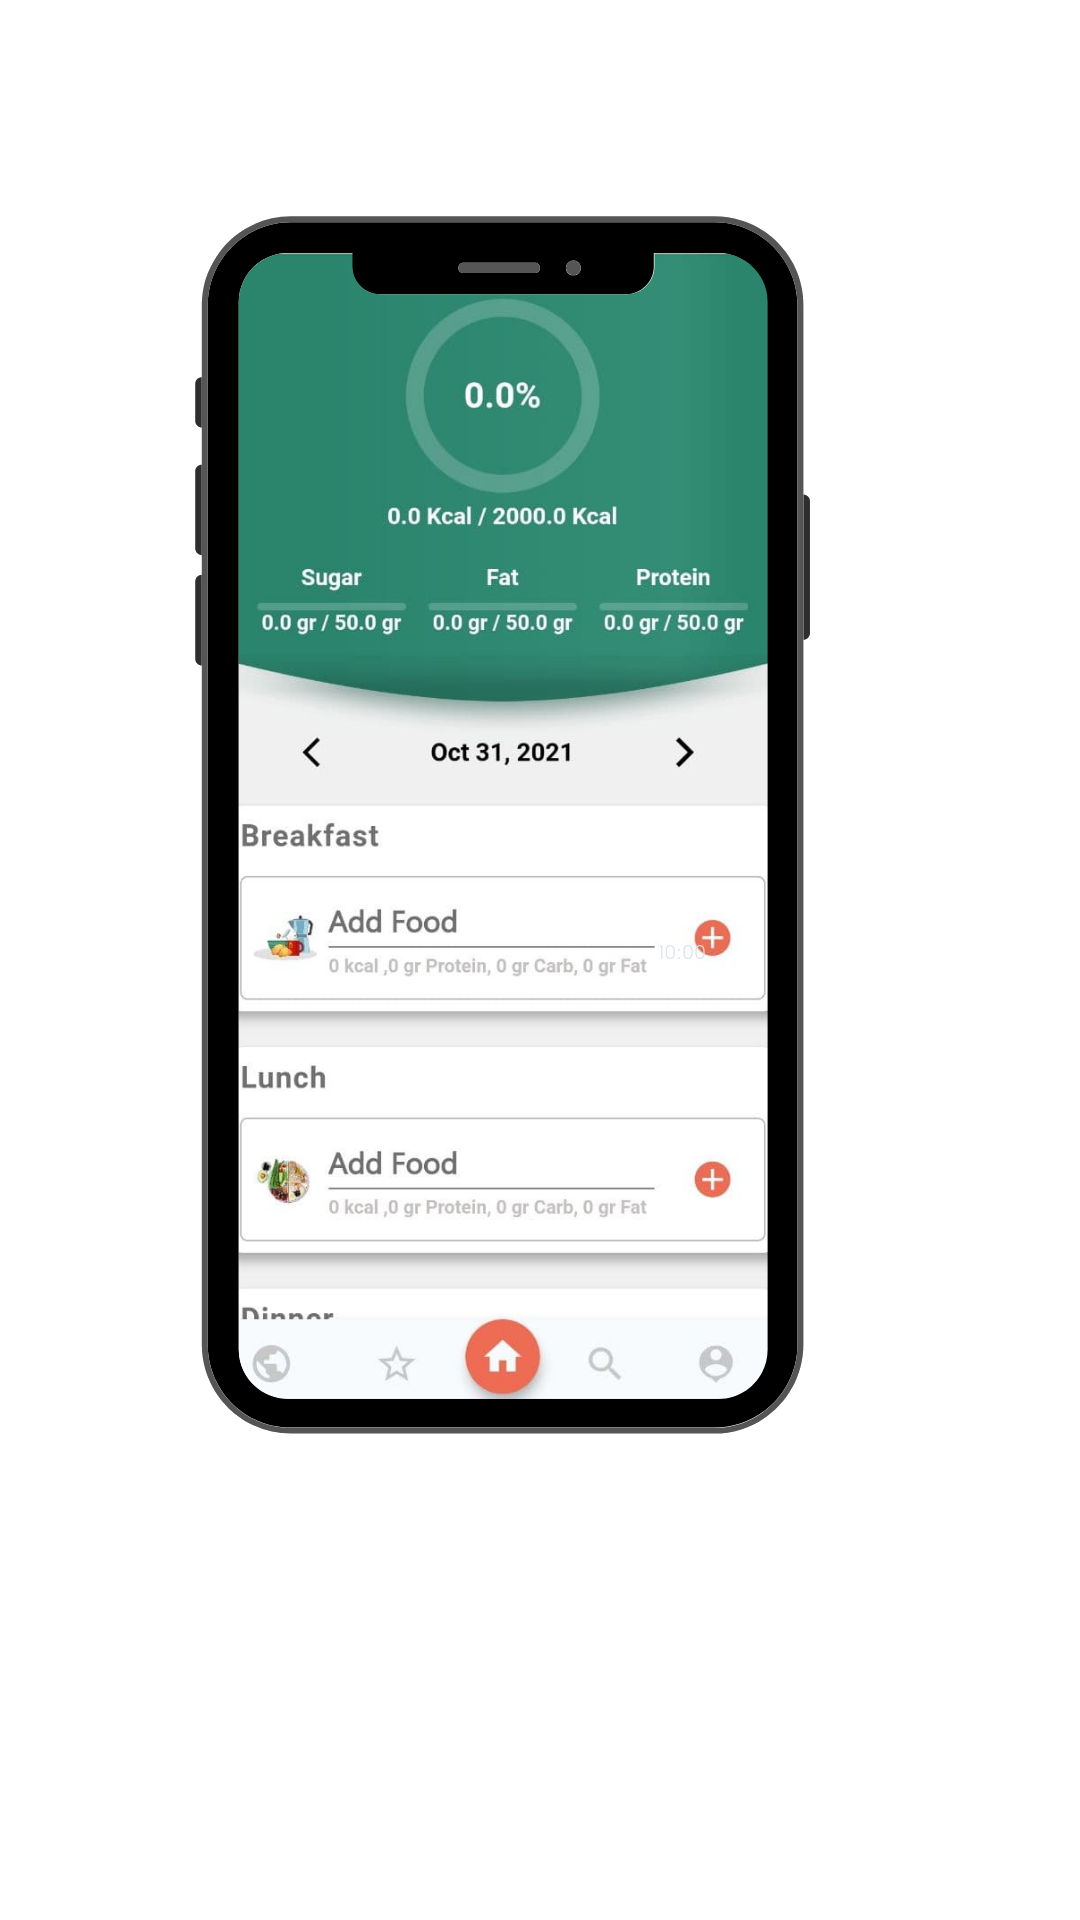 0.0%
0.0 Kcal / 2000.0 Kcal
Sugar Fat Protein
0.0 gr / 50.0 gr 0.0 gr / 50.0 gr 0.0 gr / 50.0 gr
Oct 31, 2021
Breakfast
Add Food
10:00
0 kcal ,0 gr Protein, 0 gr Carb, 0 gr Fat
Lunch
Add Food
0 kcal ,0 gr Protein, 0 gr Carb, 0 gr Fat
Dinner